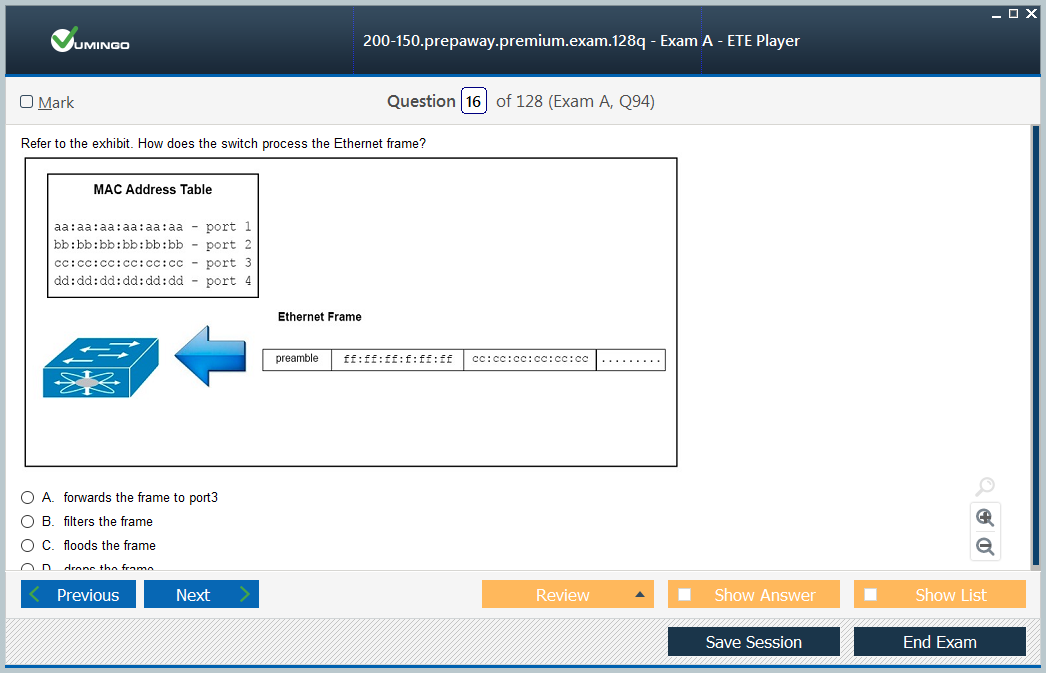 VUMINGO
200-150.prepaway.premium.exam.128q - Exam A - ETE Player
Mark
Question 16 of 128 (Exam A, Q94)
Refer to the exhibit. How does the switch process the Ethernet frame?
MAC Address Table
aa:aa:aa:aa:aa:aa - port 1
bb:bb:bb:bb:bb:bb - port 2
cc:cc:cc:cc:cc:cc - port 3
dd:dd:dd:dd:dd:dd - port 4
Ethernet Frame
preamble ff:ff:ff:f:ff:ff cc:cc:cc:cc:cc:cc .........
A. forwards the frame to port3
B. filters the frame
C. floods the frame
D. drops the frame
Previous Next Review Show Answer Show List
Save Session End Exam